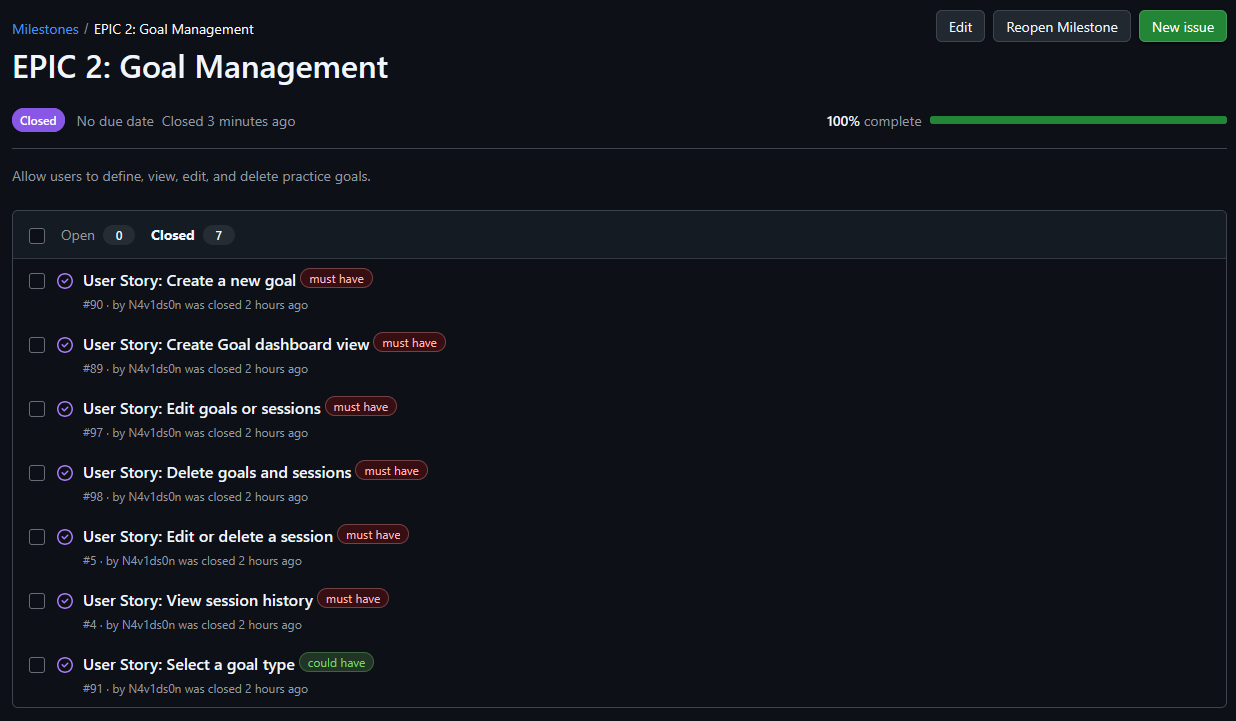 Milestones / EPIC 2: Goal Management
Edit
Reopen Milestone
New issue
EPIC 2: Goal Management
Closed No due date Closed 3 minutes ago
100% complete
Allow users to define, view, edit, and delete practice goals.
Open 0 Closed 7
User Story: Create a new goal must have
#90 · by N4v1ds0n was closed 2 hours ago
User Story: Create Goal dashboard view must have
#89 · by N4v1ds0n was closed 2 hours ago
User Story: Edit goals or sessions must have
#97 · by N4v1ds0n was closed 2 hours ago
User Story: Delete goals and sessions must have
#98 · by N4v1ds0n was closed 2 hours ago
User Story: Edit or delete a session must have
#5 · by N4v1ds0n was closed 2 hours ago
User Story: View session history must have
#4 · by N4v1ds0n was closed 2 hours ago
User Story: Select a goal type could have
#91 · by N4v1ds0n was closed 2 hours ago